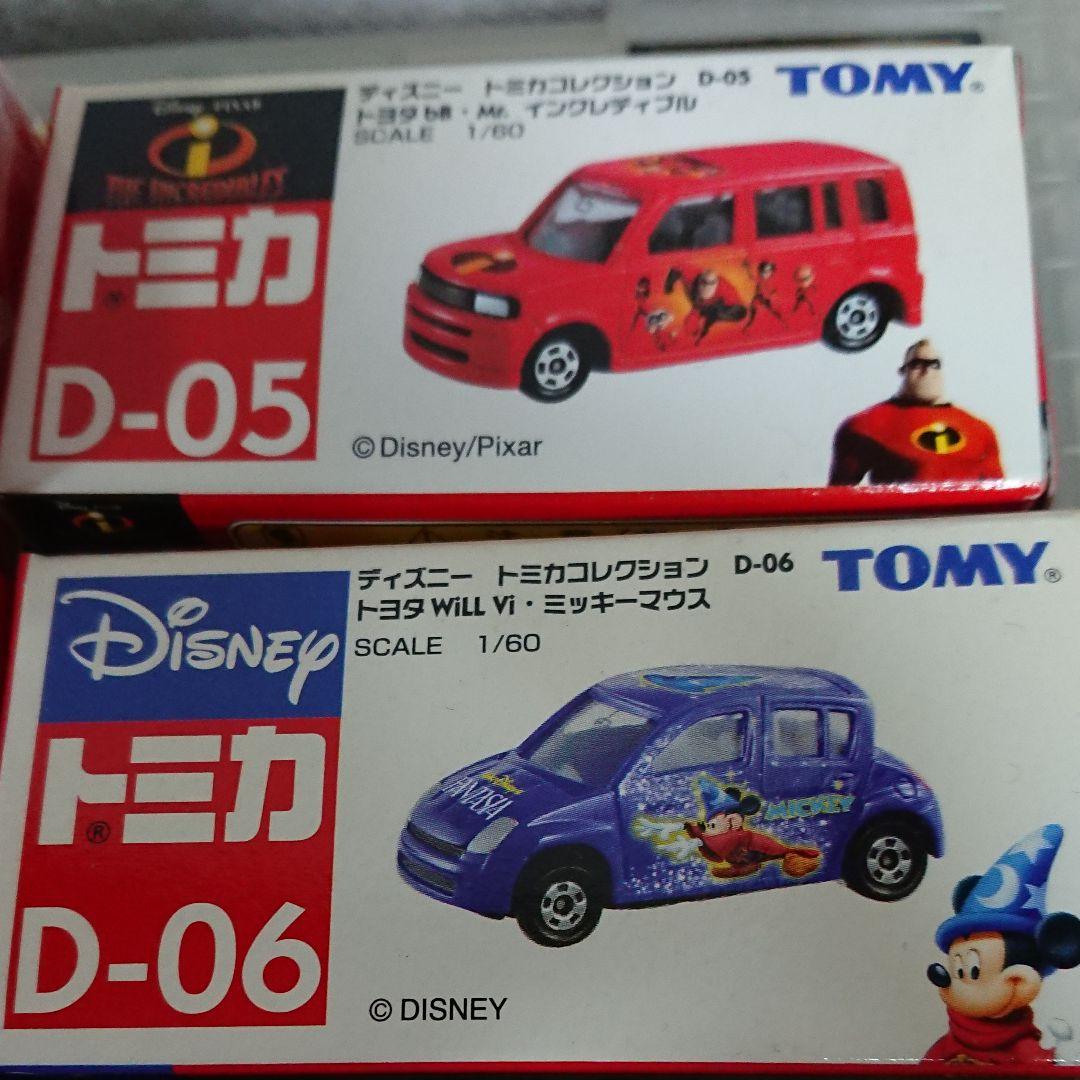 Disney PIXAR
THE INCREDIBLES
トミカ®
D-05
ディズニー トミカコレクション D-05
トヨタ bB・Mr. インクレディブル
SCALE 1/60
TOMY®
©Disney/Pixar
DISNEY
トミカ®
D-06
ディズニー トミカコレクション D-06
トヨタ WiLL Vi・ミッキーマウス
SCALE 1/60
TOMY®
FANTASIA
MICKEY
© DISNEY